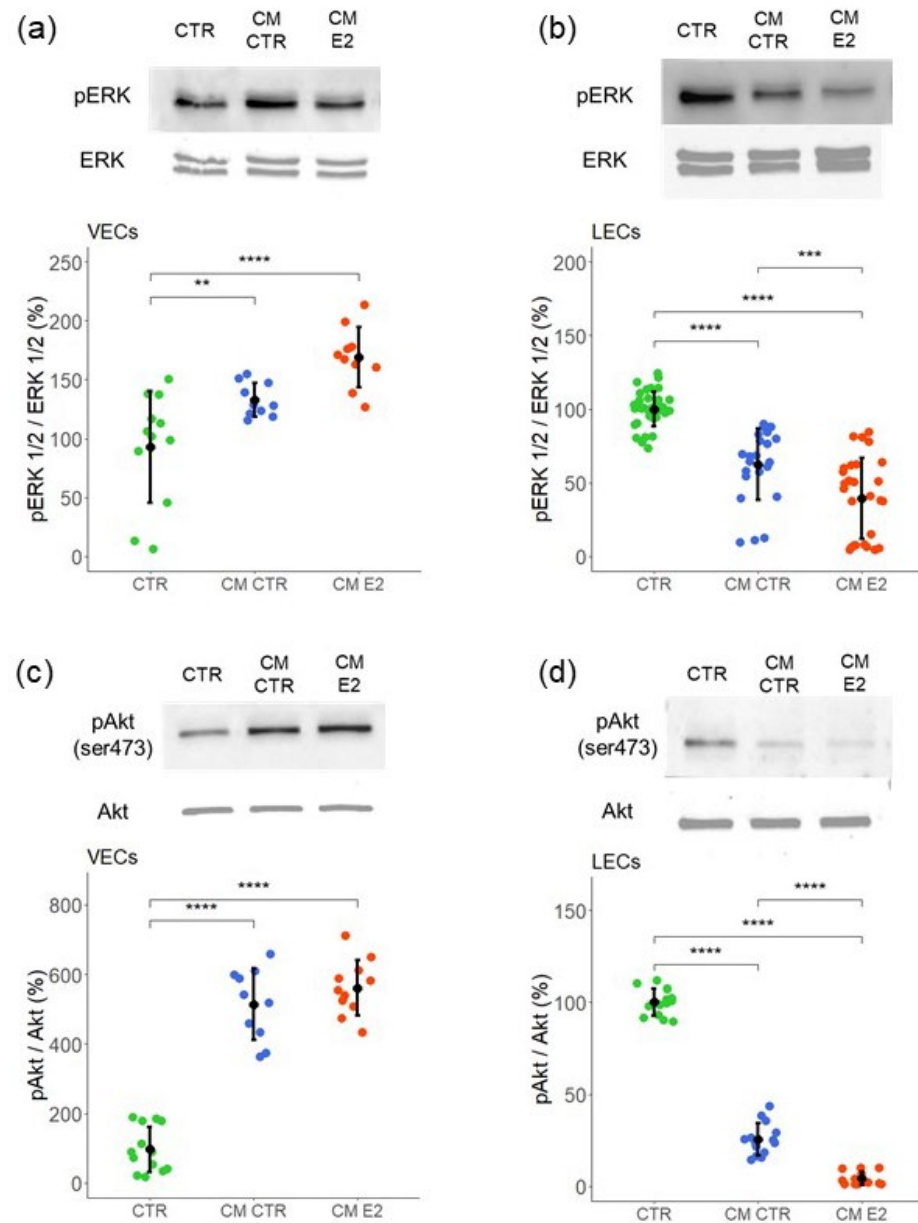 (a)
CTR
CM
CTR
CM
E2
pERK
ERK
VECs
pERK 1/2 / ERK 1/2 (%)
250
200
150
100
50
0
****
**
CTR
CM CTR
CM E2
(b)
CTR
CM
CTR
CM
E2
pERK
ERK
LECs
pERK 1/2 / ERK 1/2 (%)
200
150
100
50
0
***
****
****
CTR
CM CTR
CM E2
(c)
CTR
CM
CTR
CM
E2
pAkt
(ser473)
Akt
VECs
pAkt / Akt (%)
800
600
400
200
0
****
****
CTR
CM CTR
CM E2
(d)
CTR
CM
CTR
CM
E2
pAkt
(ser473)
Akt
LECs
pAkt / Akt (%)
150
100
50
0
****
****
****
CTR
CM CTR
CM E2